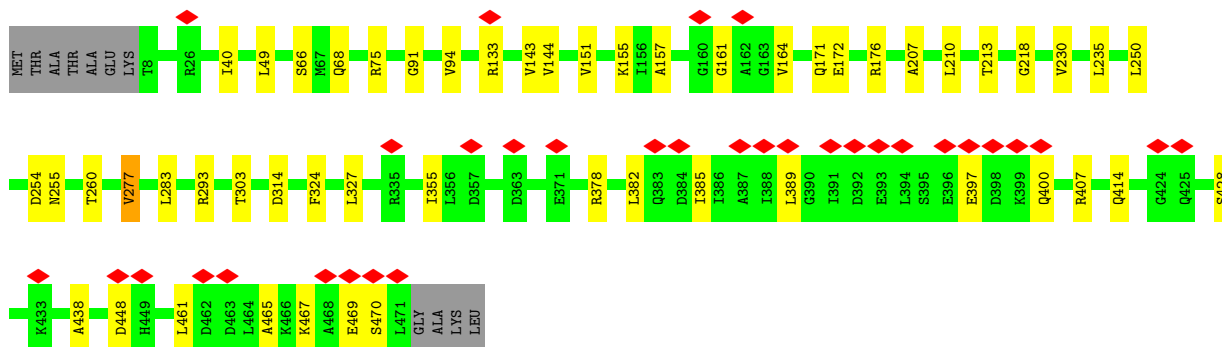 MET THR ALA THR ALA GLU LYS T8 R26 I40 L49 S66 M67 Q68 R75 G91 V94 R133 V143 V144 V151 K155 I156 A157 G160 G161 A162 G163 V164 Q171 E172 R176 A207 L210 T213 G218 V230 L235 L250
D254 N255 T260 V277 L283 R293 T303 D314 F324 L327 R335 I355 L356 D357 D363 E371 R378 L382 Q383 D384 I385 I386 A387 I388 L389 G390 I391 D392 E393 L394 S395 E396 E397 D398 K399 Q400 R407 Q414 G424 Q425 S428
K433 A438 D448 H449 L461 D462 D463 L464 A465 K466 K467 A468 E469 S470 L471 GLY ALA LYS LEU